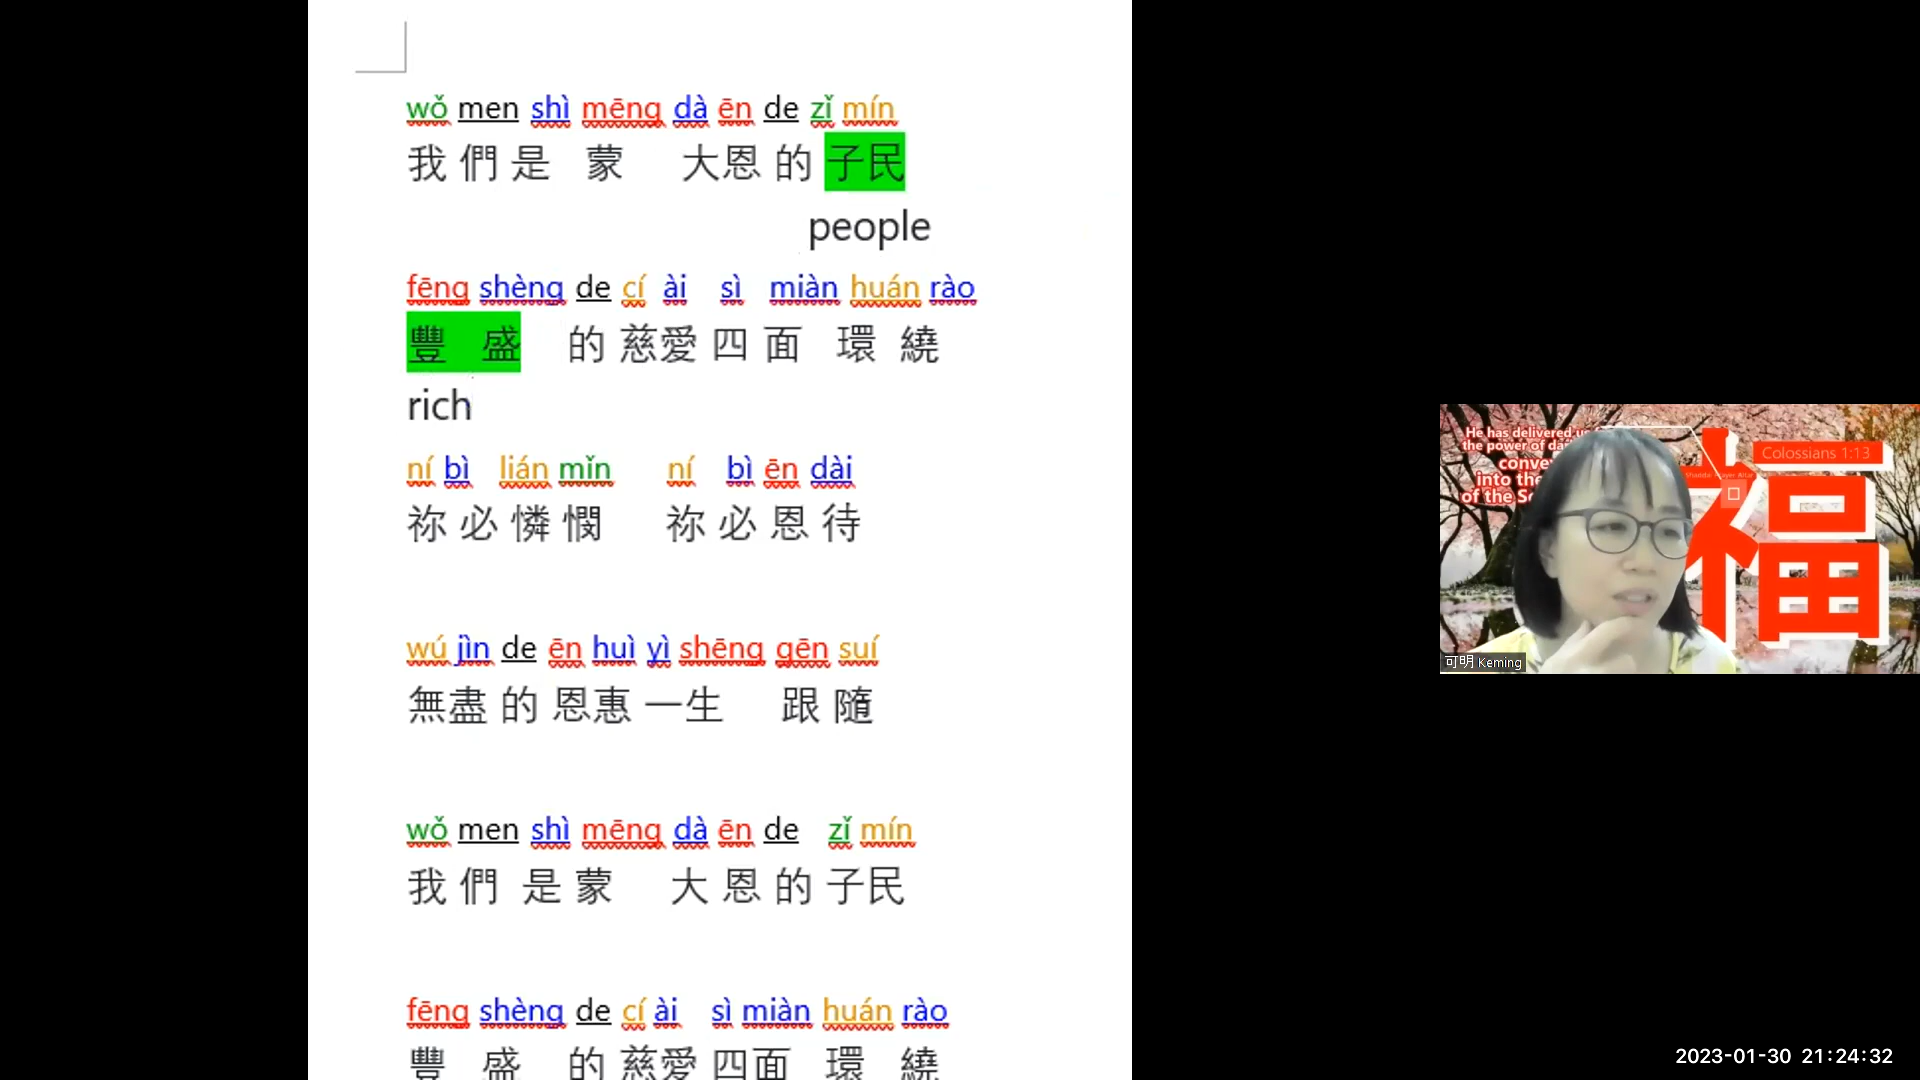 wǒ men shì mēng dà ēn de zǐ mín
我們是 蒙 大恩的子民
people
fēng shèng de cí ài sì miàn huán rào
豐 盛 的慈愛四面 環 繞
rich
ní bì lián mǐn ní bì ēn dài
祢必憐憫 祢必恩待
wú jìn de ēn huì yì shēng gēn suí
無盡的恩惠一生 跟隨
wǒ men shì mēng dà ēn de zǐ mín
我們 是蒙 大恩的子民
fēng shèng de cí ài sì miàn huán rào
豐 盛 的慈愛四面 環 繞
He has delivered
the power of
into the
of the
Colossians 1:13
福
可明 Keming
2023-01-30 21:24:32